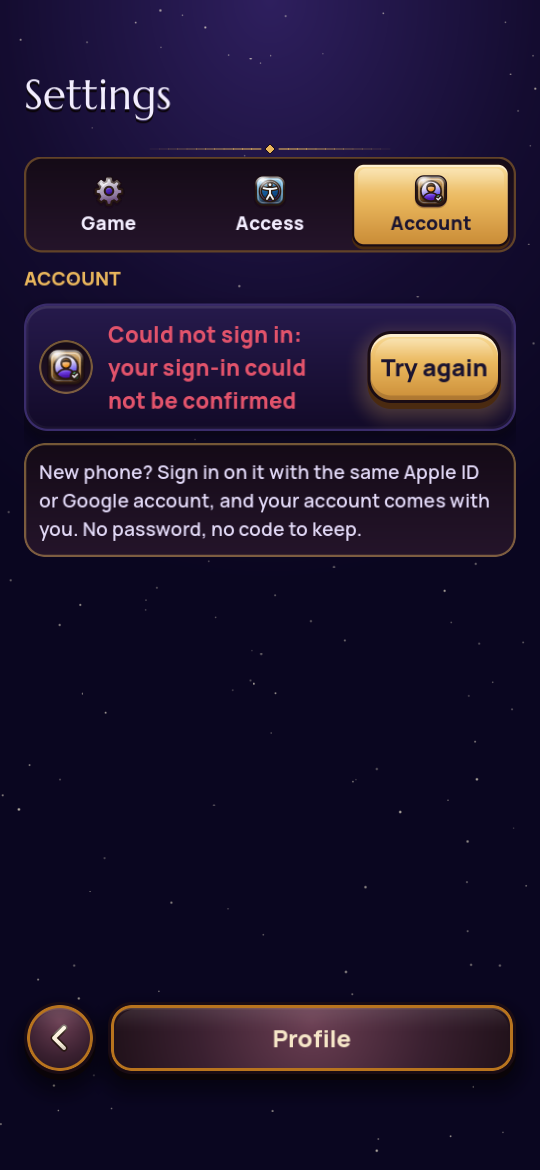 Settings
Game
Access
Account
ACCOUNT
Could not sign in:
your sign-in could
not be confirmed
Try again
New phone? Sign in on it with the same Apple ID
or Google account, and your account comes with
you. No password, no code to keep.
Profile